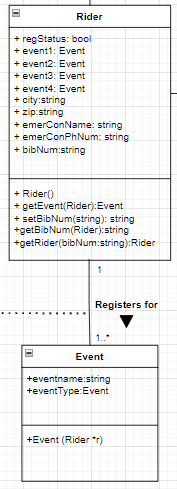 Rider
+ regStatus: bool
+ event1: Event
+ event2: Event
+ event3: Event
+ event4: Event
+ city:string
+ zip:string
+ emerConName: string
+ emerConPhNum: string
+ bibNum:string
+ Rider()
+ getEvent(Rider):Event
+ setBibNum(string): string
+getBibNum(Rider):string
+getRider(bibNum:string):Rider
1
Registers for
1..*
Event
+eventname:string
+eventType:Event
+Event (Rider *r)